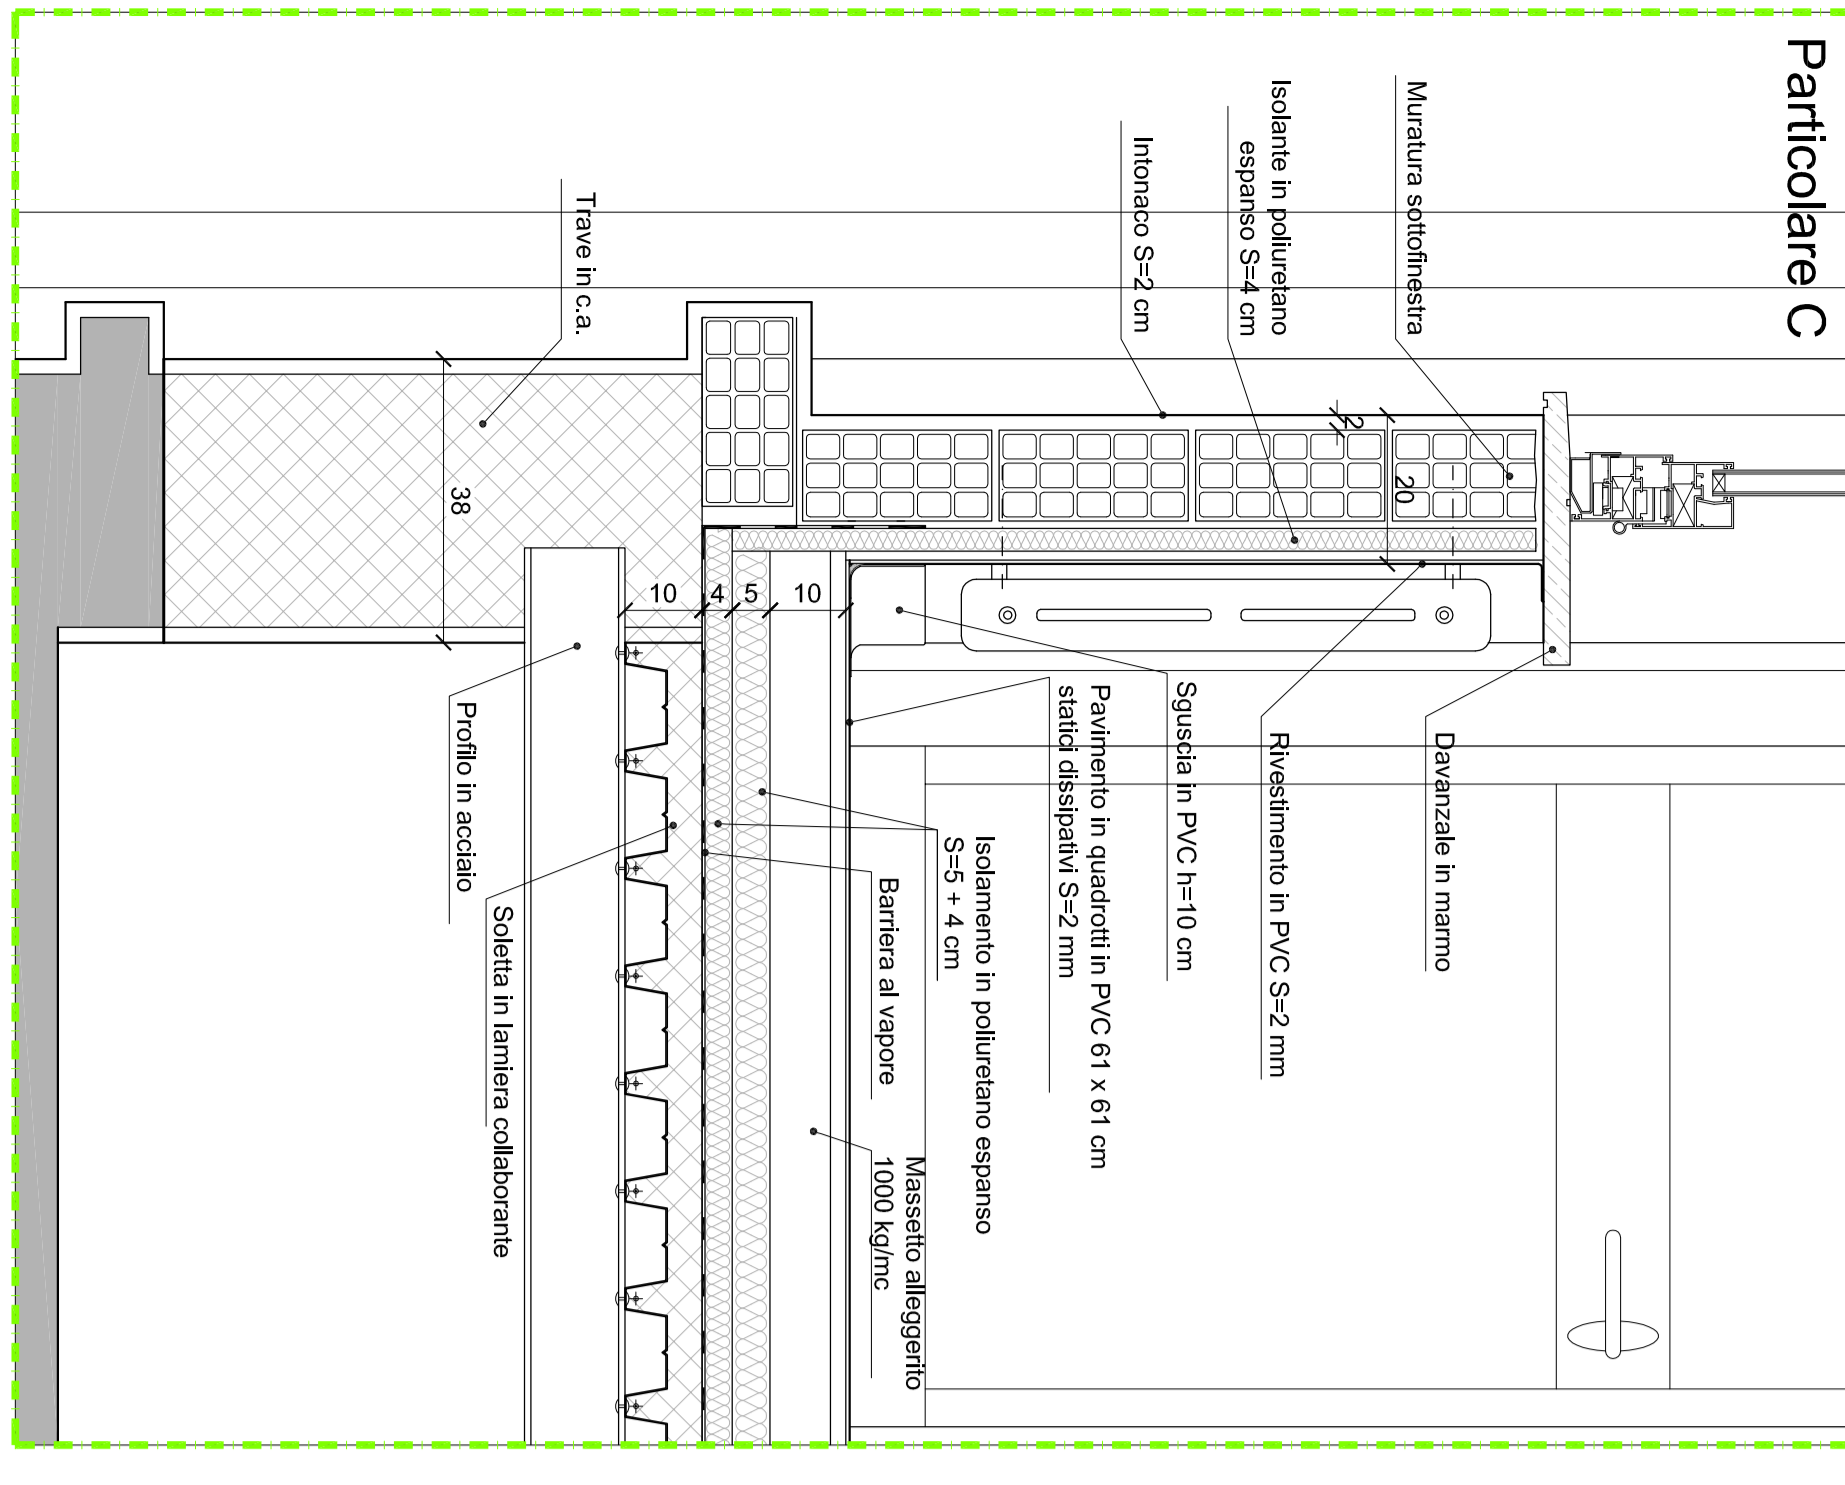 Particolare C
Muratura sottofinestra
Isolante in poliuretano
espanso S=4 cm
Intonaco S=2 cm
Trave in c.a.
2
20
38
10
4
5
10
Davanzale in marmo
Rivestimento in PVC S=2 mm
Sguscia in PVC h=10 cm
Pavimento in quadrotti in PVC 61 x 61 cm
statici dissipativi S=2 mm
Isolamento in poliuretano espanso
S=5 + 4 cm
Barriera al vapore
Massetto alleggerito
1000 kg/mc
Soletta in lamiera collaborante
Profilo in acciaio